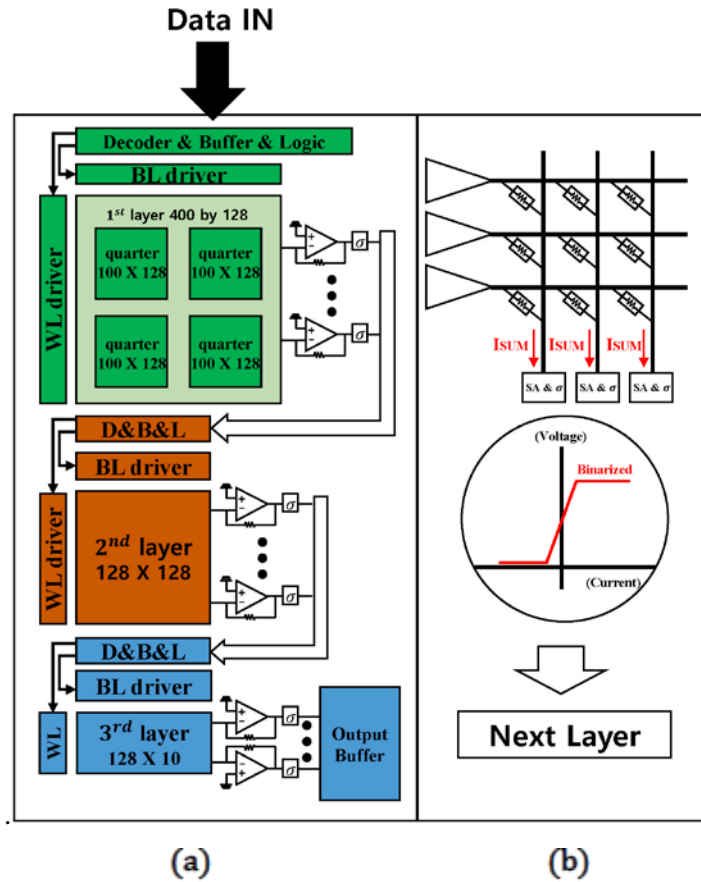 Data IN
Decoder & Buffer & Logic
BL driver
WL driver
1st layer 400 by 128
quarter
100 X 128
quarter
100 X 128
quarter
100 X 128
quarter
100 X 128
+
−
σ
+
−
σ
D&B&L
BL driver
WL driver
2nd layer
128 X 128
+
−
σ
+
−
σ
D&B&L
BL driver
WL
3rd layer
128 X 10
+
−
σ
−
+
σ
Output
Buffer
(a)
ISUM ISUM ISUM
SA & σ SA & σ SA & σ
(Voltage)
Binarized
(Current)
Next Layer
(b)